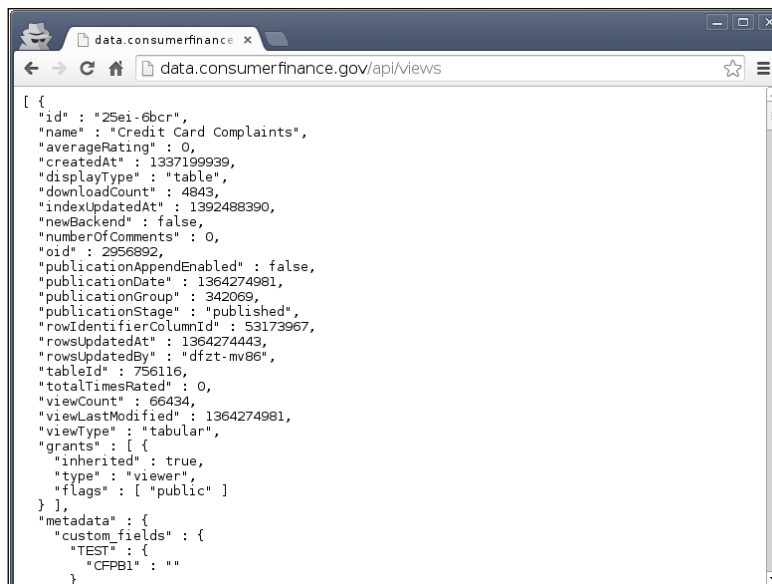 data.consumerfinance
data.consumerfinance.gov/api/views
[ {
  "id" : "25ei-6bcr",
  "name" : "Credit Card Complaints",
  "averageRating" : 0,
  "createdAt" : 1337199939,
  "displayType" : "table",
  "downloadCount" : 4843,
  "indexUpdatedAt" : 1392488390,
  "newBackend" : false,
  "numberOfComments" : 0,
  "oid" : 2956892,
  "publicationAppendEnabled" : false,
  "publicationDate" : 1364274981,
  "publicationGroup" : 342069,
  "publicationStage" : "published",
  "rowIdentifierColumnId" : 53173967,
  "rowsUpdatedAt" : 1364274443,
  "rowsUpdatedBy" : "dfzt-mv86",
  "tableId" : 756116,
  "totalTimesRated" : 0,
  "viewCount" : 66434,
  "viewLastModified" : 1364274981,
  "viewType" : "tabular",
  "grants" : [ {
    "inherited" : true,
    "type" : "viewer",
    "flags" : [ "public" ]
  } ],
  "metadata" : {
    "custom_fields" : {
      "TEST" : {
        "CFPB1" : ""
      }